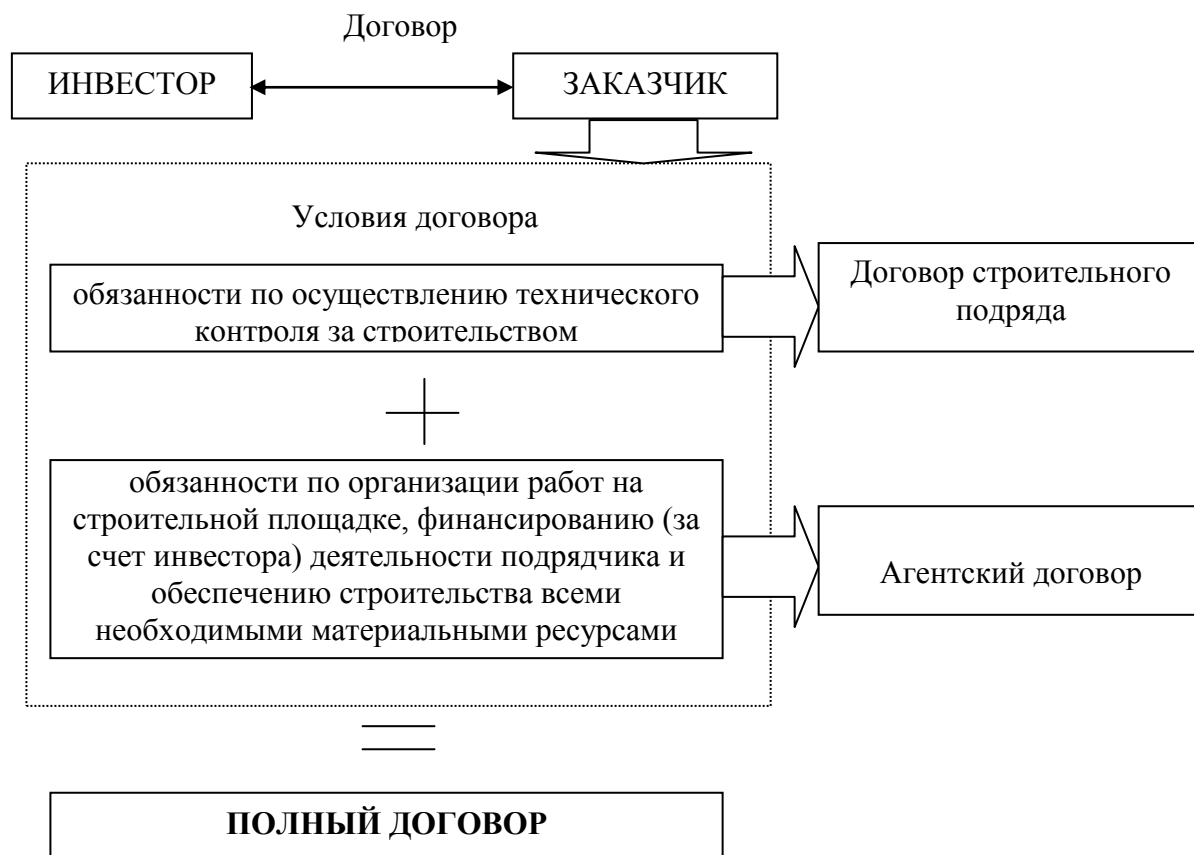 Договор
ИНВЕСТОР
ЗАКАЗЧИК
Условия договора
обязанности по осуществлению технического
контроля за строительством
Договор строительного
подряда
обязанности по организации работ на
строительной площадке, финансированию (за
счет инвестора) деятельности подрядчика и
обеспечению строительства всеми
необходимыми материальными ресурсами
Агентский договор
ПОЛНЫЙ ДОГОВОР